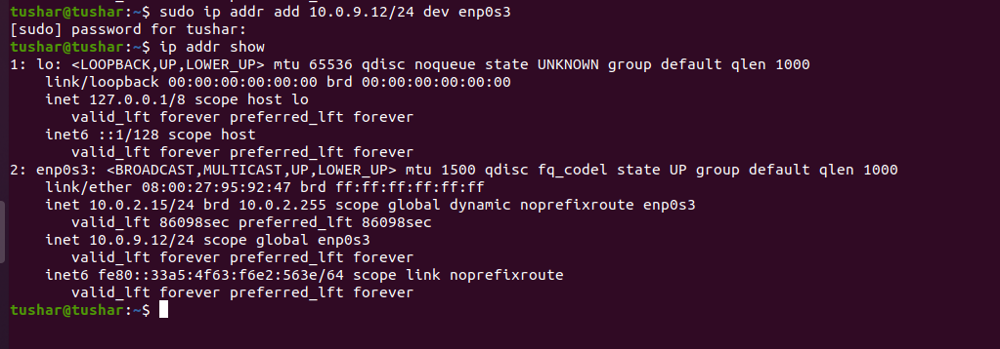 tushar@tushar:~$ sudo ip addr add 10.0.9.12/24 dev enp0s3
[sudo] password for tushar:
tushar@tushar:~$ ip addr show
1: lo: <LOOPBACK,UP,LOWER_UP> mtu 65536 qdisc noqueue state UNKNOWN group default qlen 1000
    link/loopback 00:00:00:00:00:00 brd 00:00:00:00:00:00
    inet 127.0.0.1/8 scope host lo
       valid_lft forever preferred_lft forever
    inet6 ::1/128 scope host
       valid_lft forever preferred_lft forever
2: enp0s3: <BROADCAST,MULTICAST,UP,LOWER_UP> mtu 1500 qdisc fq_codel state UP group default qlen 1000
    link/ether 08:00:27:95:92:47 brd ff:ff:ff:ff:ff:ff
    inet 10.0.2.15/24 brd 10.0.2.255 scope global dynamic noprefixroute enp0s3
       valid_lft 86098sec preferred_lft 86098sec
    inet 10.0.9.12/24 scope global enp0s3
       valid_lft forever preferred_lft forever
    inet6 fe80::33a5:4f63:f6e2:563e/64 scope link noprefixroute
       valid_lft forever preferred_lft forever
tushar@tushar:~$